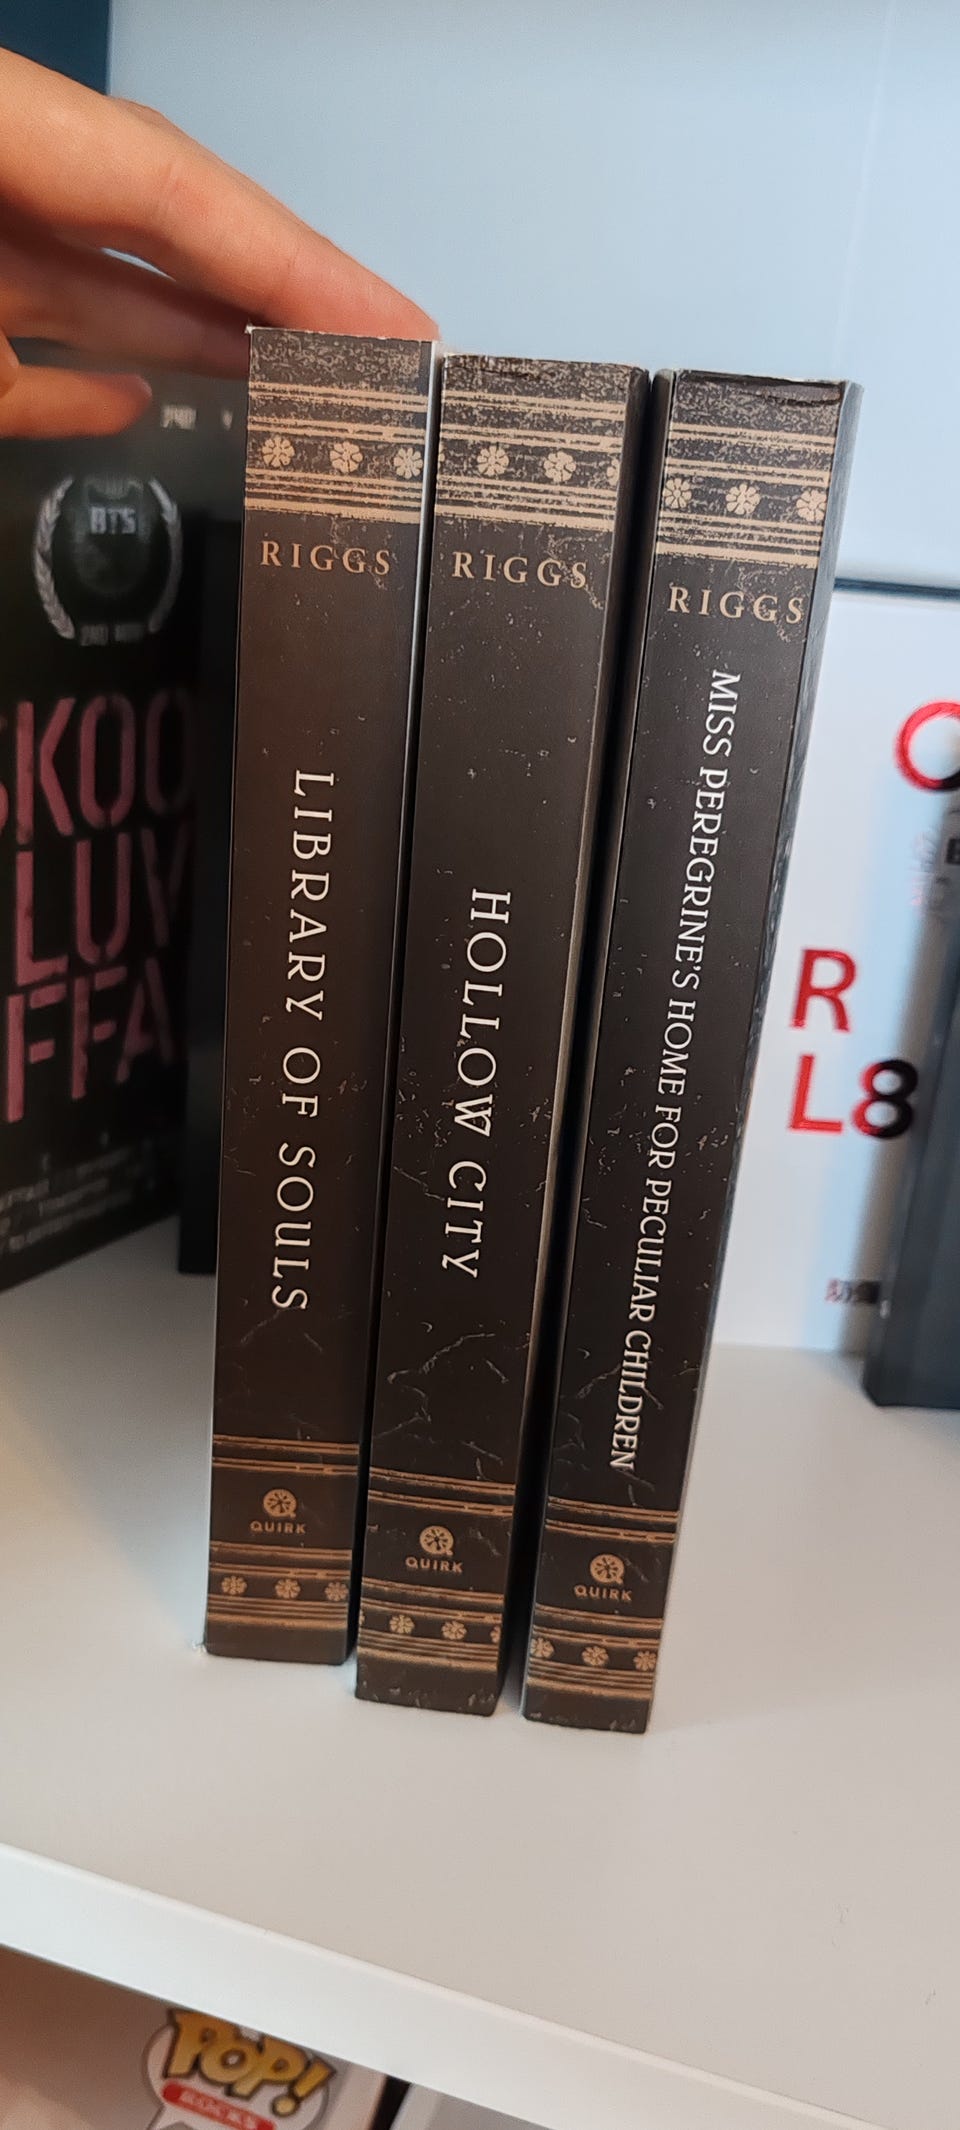 RIGGS
LIBRARY OF SOULS
QUIRK
RIGGS
HOLLOW CITY
QUIRK
RIGGS
MISS PEREGRINE'S HOME FOR PECULIAR CHILDREN
QUIRK
BTS
SKOO
LUV
FFA
O
R
L8
POP!
ROCKS